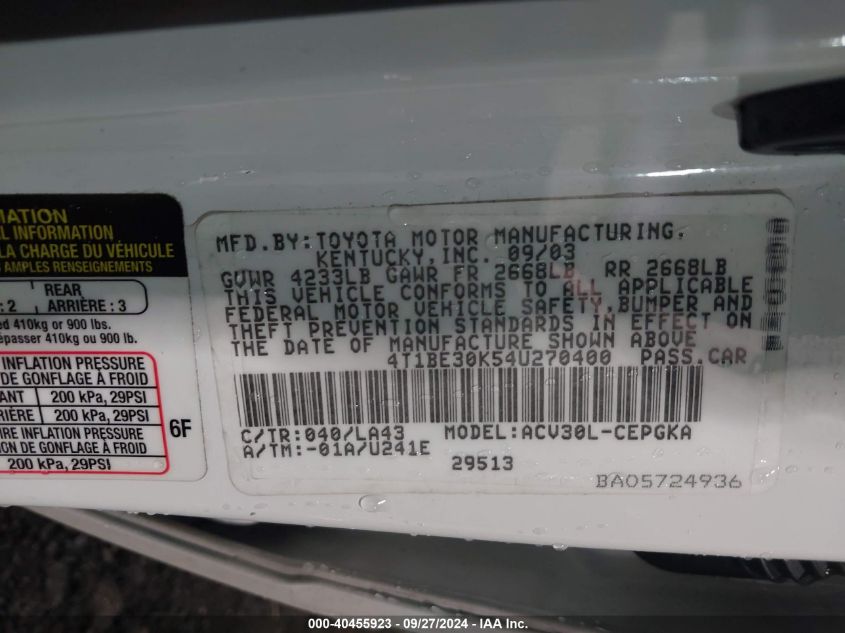 MATION
L INFORMATION
LA CHARGE DU VÉHICULE
S AMPLES RENSEIGNEMENTS
REAR
: 2 ARRIÈRE : 3
ed 410kg or 900 lbs.
épasser 410kg ou 900 lb.
INFLATION PRESSURE
DE GONFLAGE À FROID
ANT 200 kPa, 29PSI
RIÈRE 200 kPa, 29PSI
IRE INFLATION PRESSURE
N DE GONFLAGE À FROID
200 kPa, 29PSI
6F
MFD.BY:TOYOTA MOTOR MANUFACTURING,
KENTUCKY,INC. 09/03
GVWR 4233LB GAWR FR 2668LB RR 2668LB
THIS VEHICLE CONFORMS TO ALL APPLICABLE
FEDERAL MOTOR VEHICLE SAFETY,BUMPER AND
THEFT PREVENTION STANDARDS IN EFFECT ON
THE DATE OF MANUFACTURE SHOWN ABOVE
4T1BE30K54U270400 PASS.CAR
C/TR:040/LA43 MODEL:ACV30L-CEPGKA
A/TM:-01A/U241E
29513
BA05724936
000-40455923 - 09/27/2024 - IAA Inc.